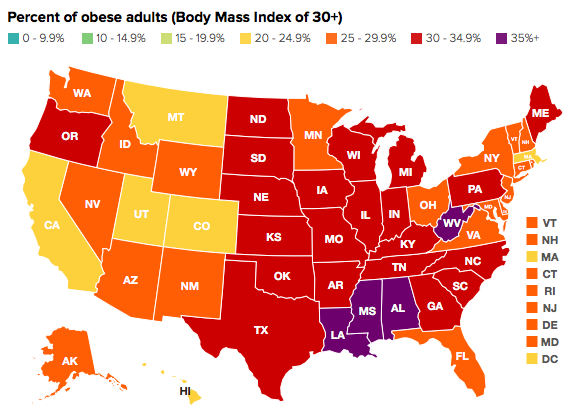 Percent of obese adults (Body Mass Index of 30+)
0 - 9.9% 10 - 14.9% 15 - 19.9% 20 - 24.9% 25 - 29.9% 30 - 34.9% 35%+
WA
MT
ND
MN
ME
OR
ID
SD
WI
MI
VT
NH
NY
MA
CT
WY
NE
IA
PA
NJ
NV
UT
CO
IL
IN
OH
MD
WV
VA
CA
KS
MO
KY
AZ
NM
OK
AR
TN
NC
SC
TX
LA
MS
AL
GA
FL
AK
HI
VT
NH
MA
CT
RI
NJ
DE
MD
DC